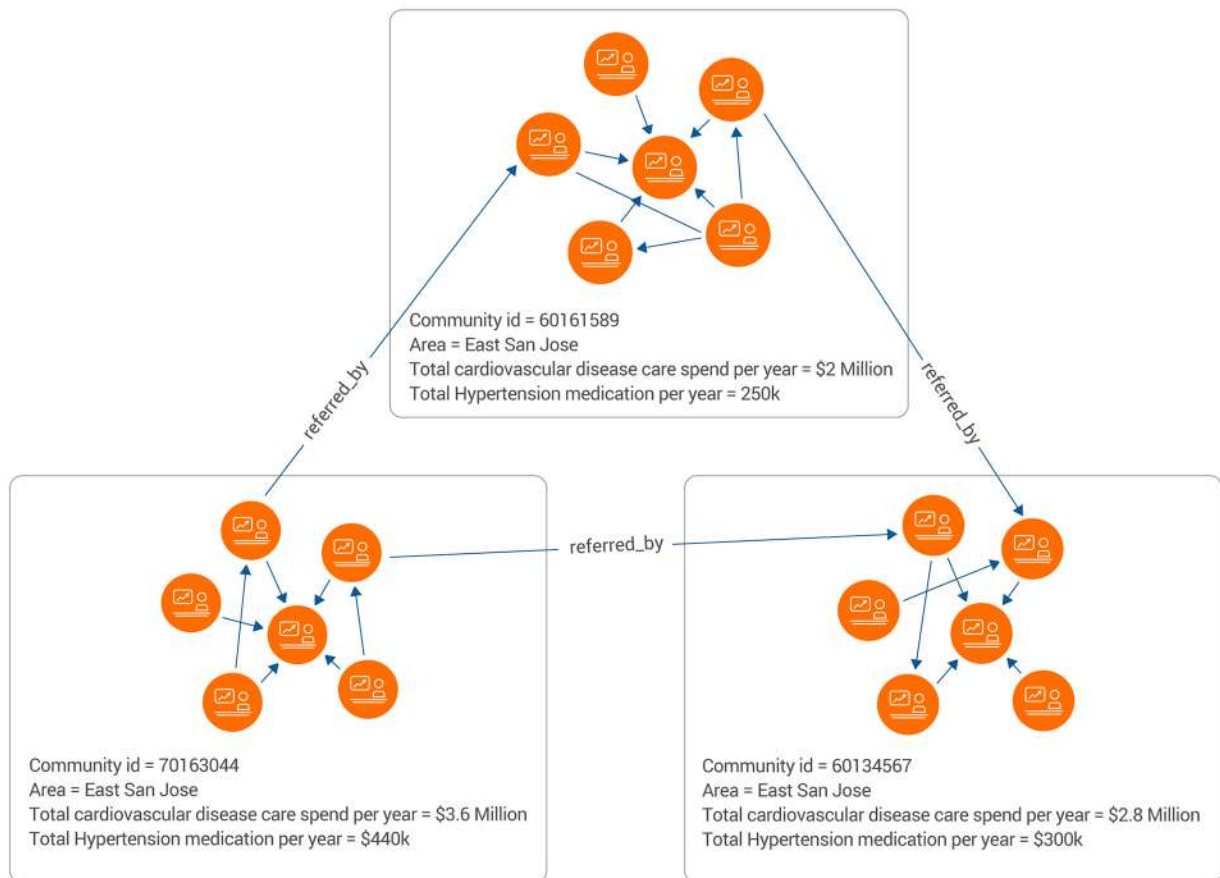 Community id = 60161589
Area = East San Jose
Total cardiovascular disease care spend per year = $2 Million
Total Hypertension medication per year = 250k
referred_by
referred_by
referred_by
Community id = 70163044
Area = East San Jose
Total cardiovascular disease care spend per year = $3.6 Million
Total Hypertension medication per year = $440k
Community id = 60134567
Area = East San Jose
Total cardiovascular disease care spend per year = $2.8 Million
Total Hypertension medication per year = $300k